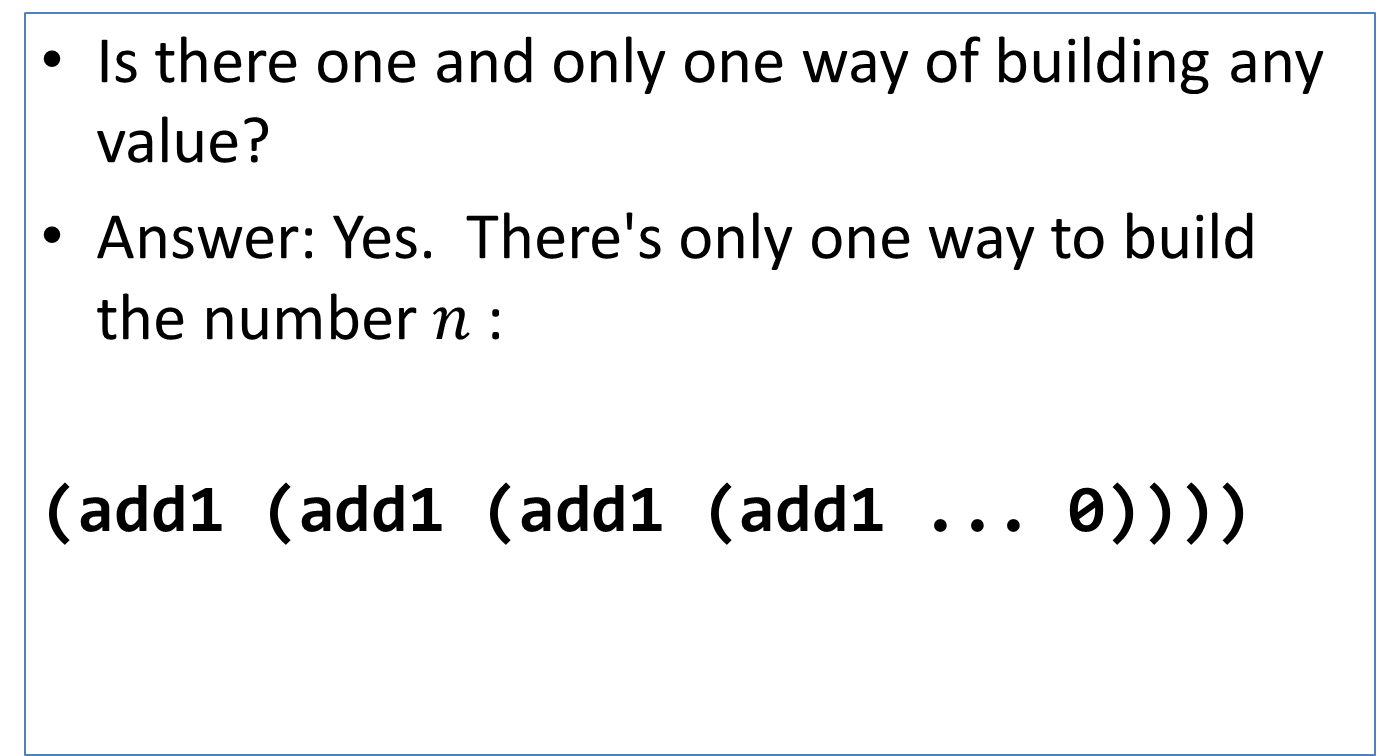 • Is there one and only one way of building any
value?
• Answer: Yes.  There's only one way to build
the number 𝑛 :
(add1 (add1 (add1 (add1 ... 0))))